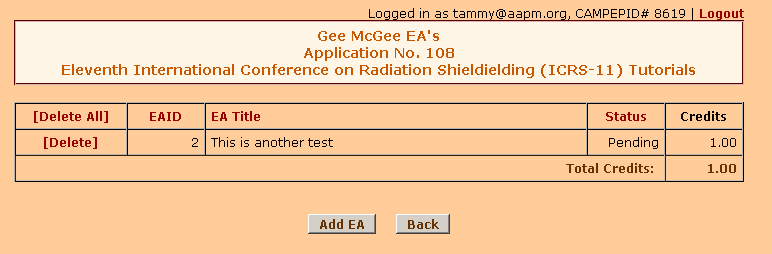 Logged in as tammy@aapm.org, CAMPEPID# 8619 | Logout
Gee McGee EA's
Application No. 108
Eleventh International Conference on Radiation Shieldielding (ICRS-11) Tutorials
[Delete All] EAID EA Title Status Credits
[Delete] 2 This is another test Pending 1.00
Total Credits: 1.00
Add EA Back